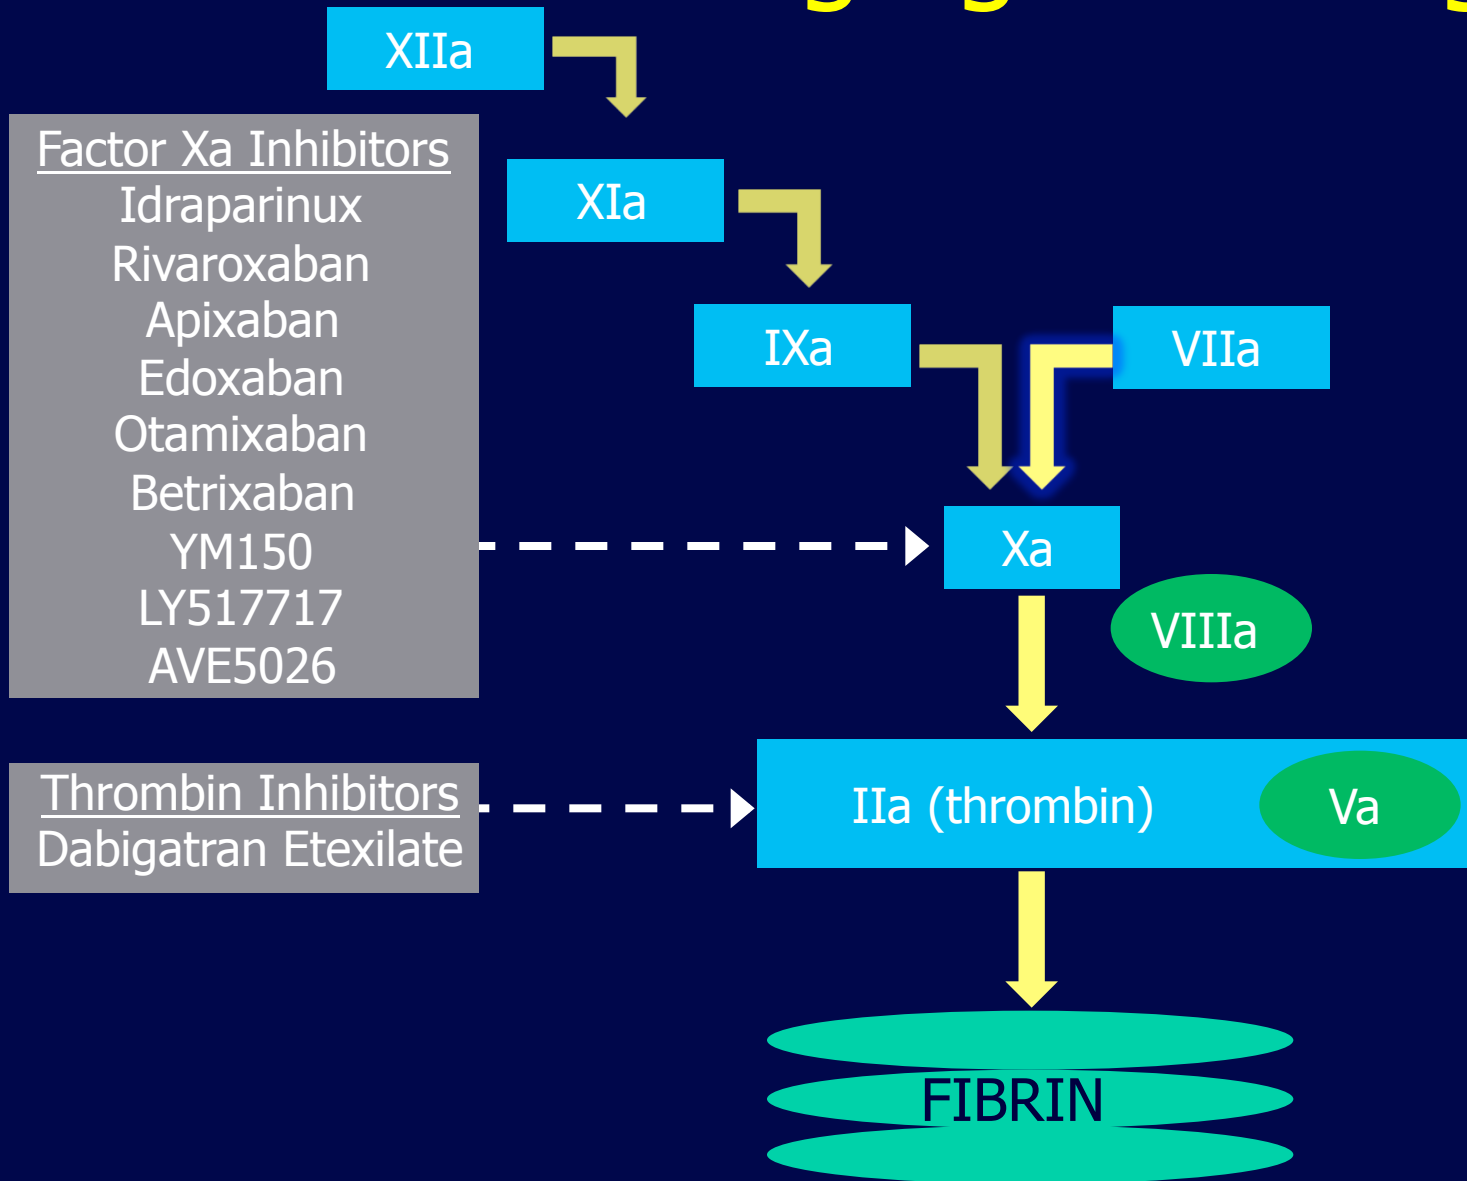 XIIa
Factor Xa Inhibitors
Idraparinux
Rivaroxaban
Apixaban
Edoxaban
Otamixaban
Betrixaban
YM150
LY517717
AVE5026
XIa
IXa
VIIa
Xa
VIIIa
Thrombin Inhibitors
Dabigatran Etexilate
IIa (thrombin)
Va
FIBRIN